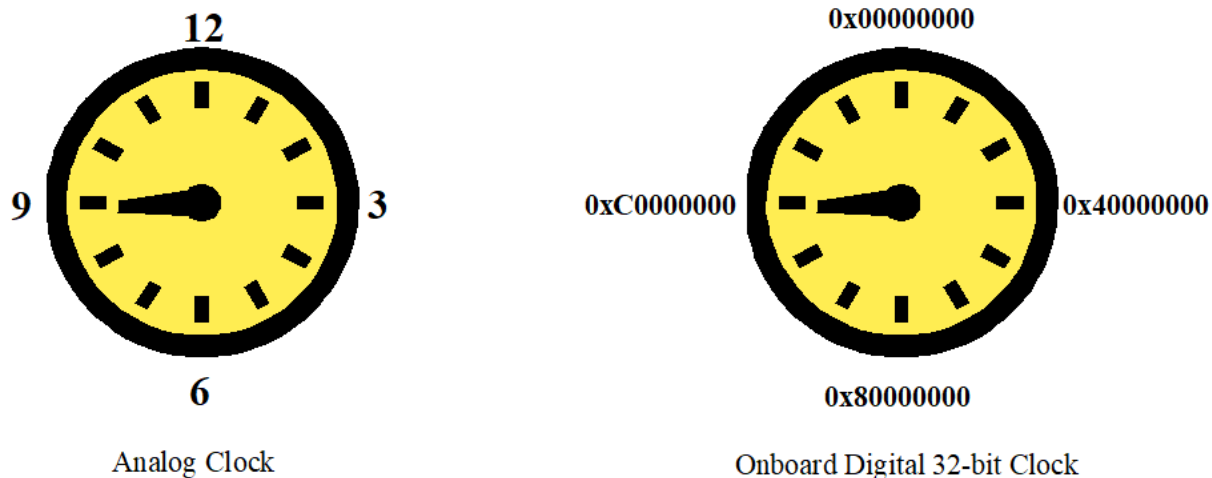 12
0x00000000
9
3
0xC0000000
0x40000000
6
0x80000000
Analog Clock
Onboard Digital 32-bit Clock